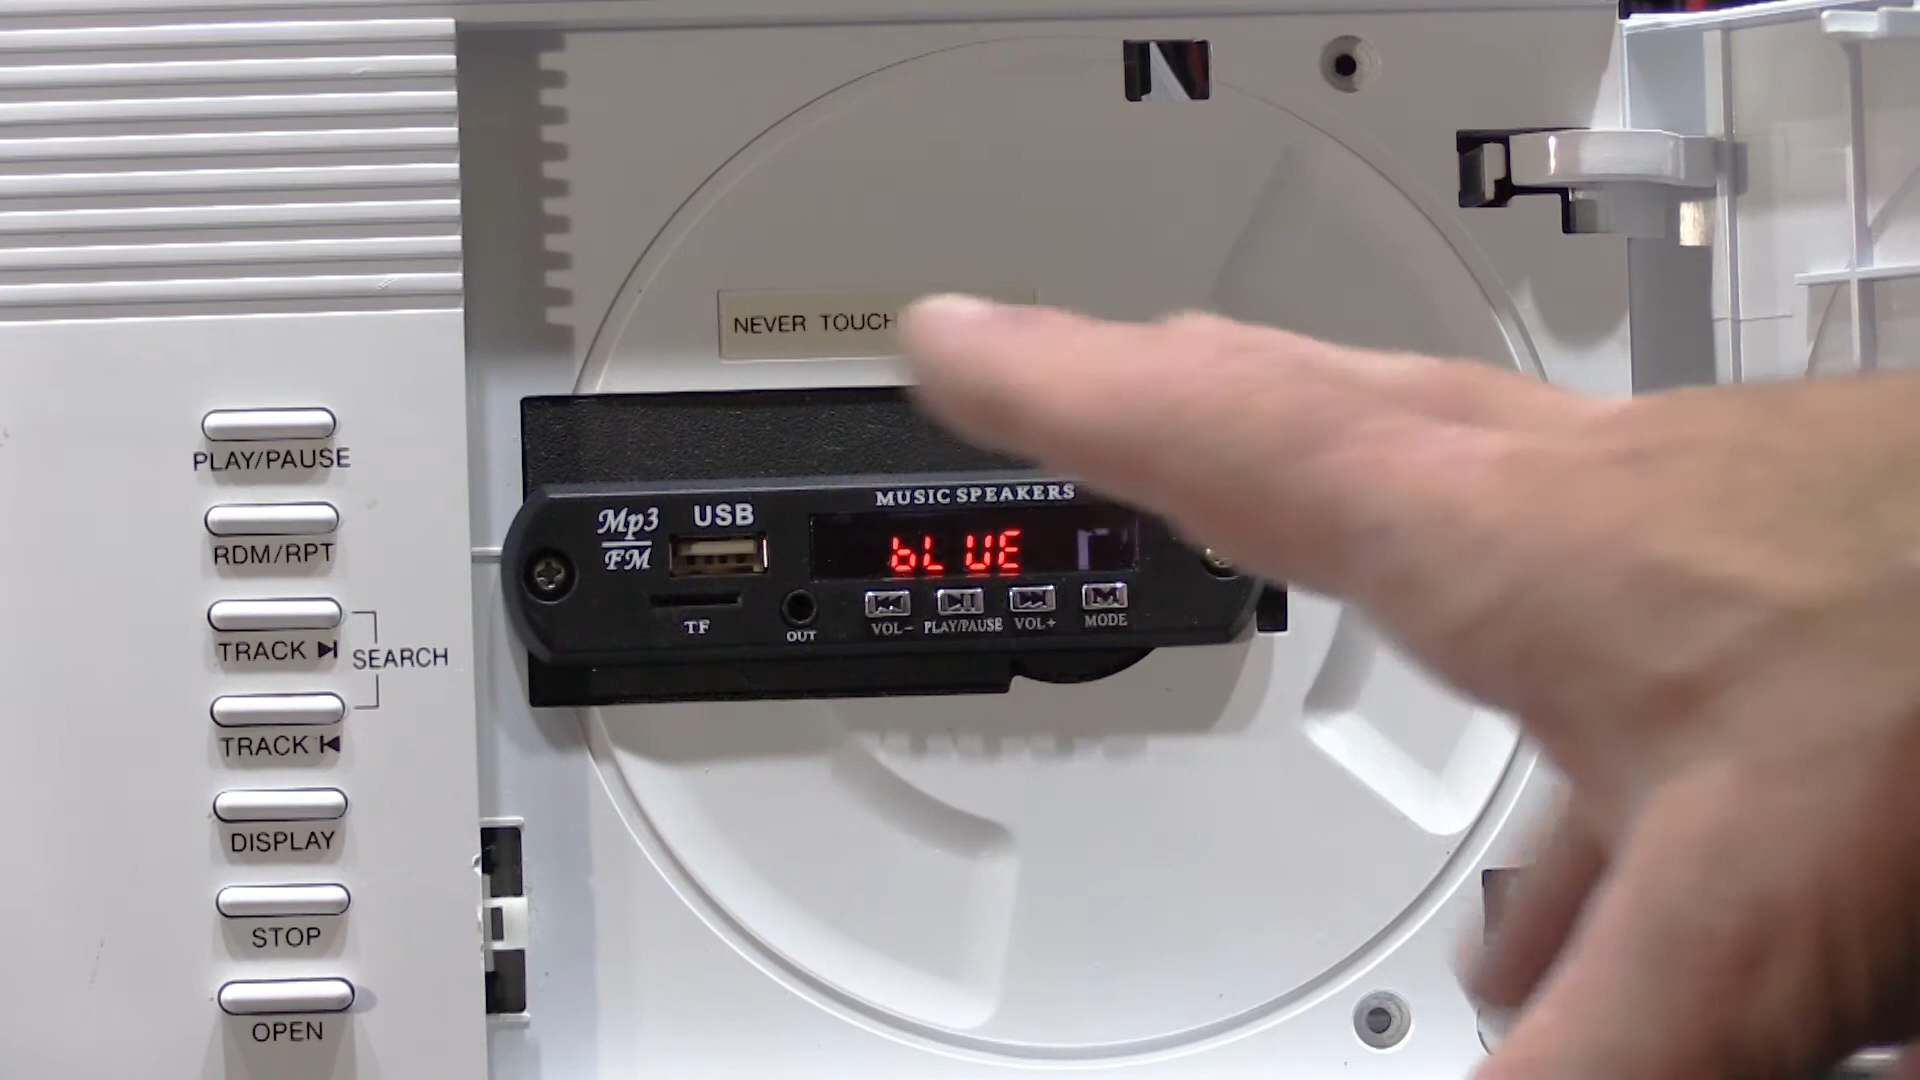 NEVER TOUCH
MUSIC SPEAKERS
Mp3
FM
USB
bLUE
TF
OUT
VOL−
PLAY/PAUSE
VOL+
M
MODE
PLAY/PAUSE
RDM/RPT
TRACK
SEARCH
TRACK
DISPLAY
STOP
OPEN